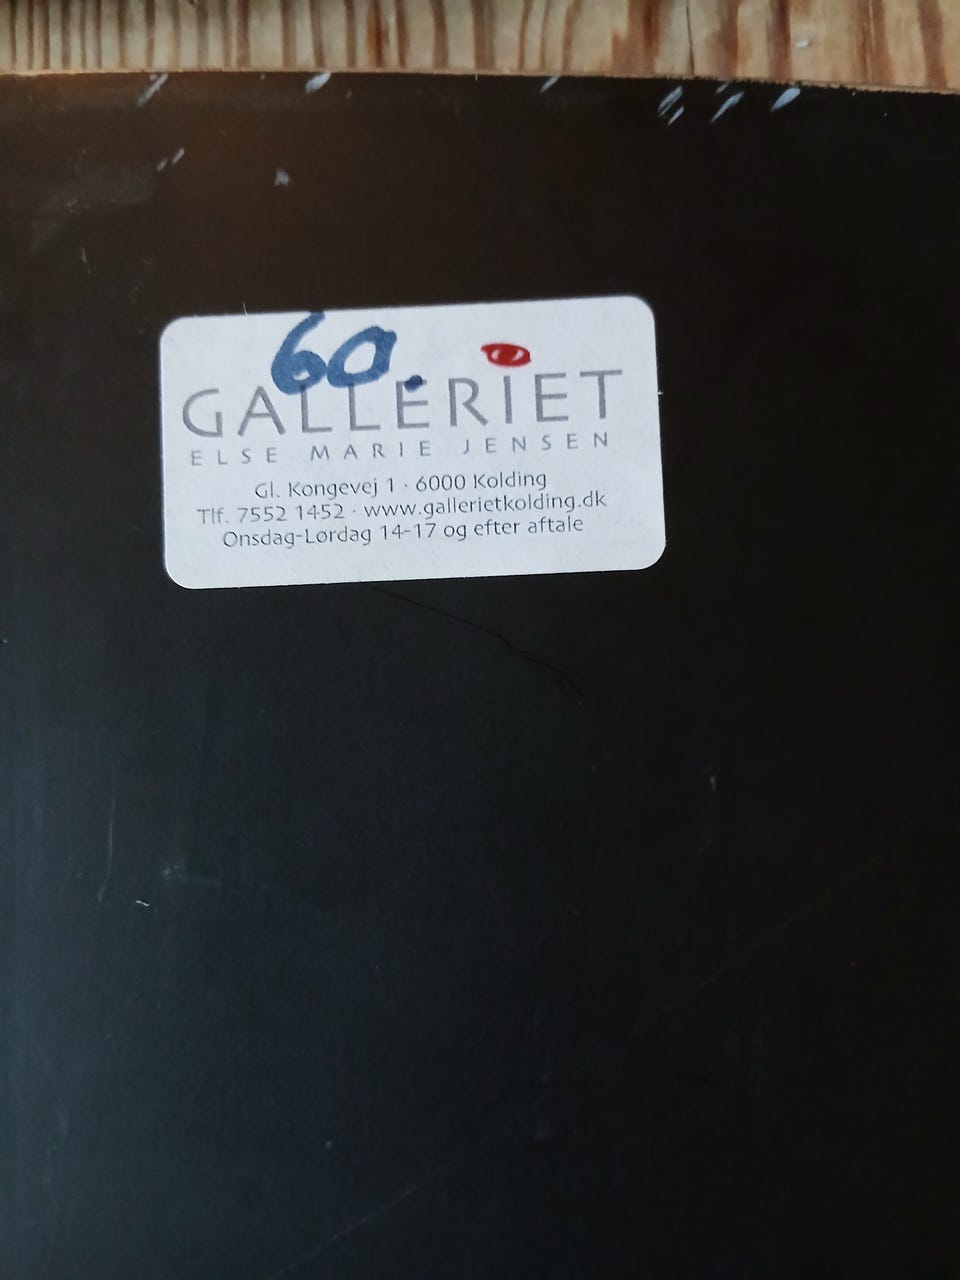 60.
GALLERIET
ELSE MARIE JENSEN
Gl. Kongevej 1 · 6000 Kolding
Tlf. 7552 1452 · www.gallerietkolding.dk
Onsdag-Lørdag 14-17 og efter aftale